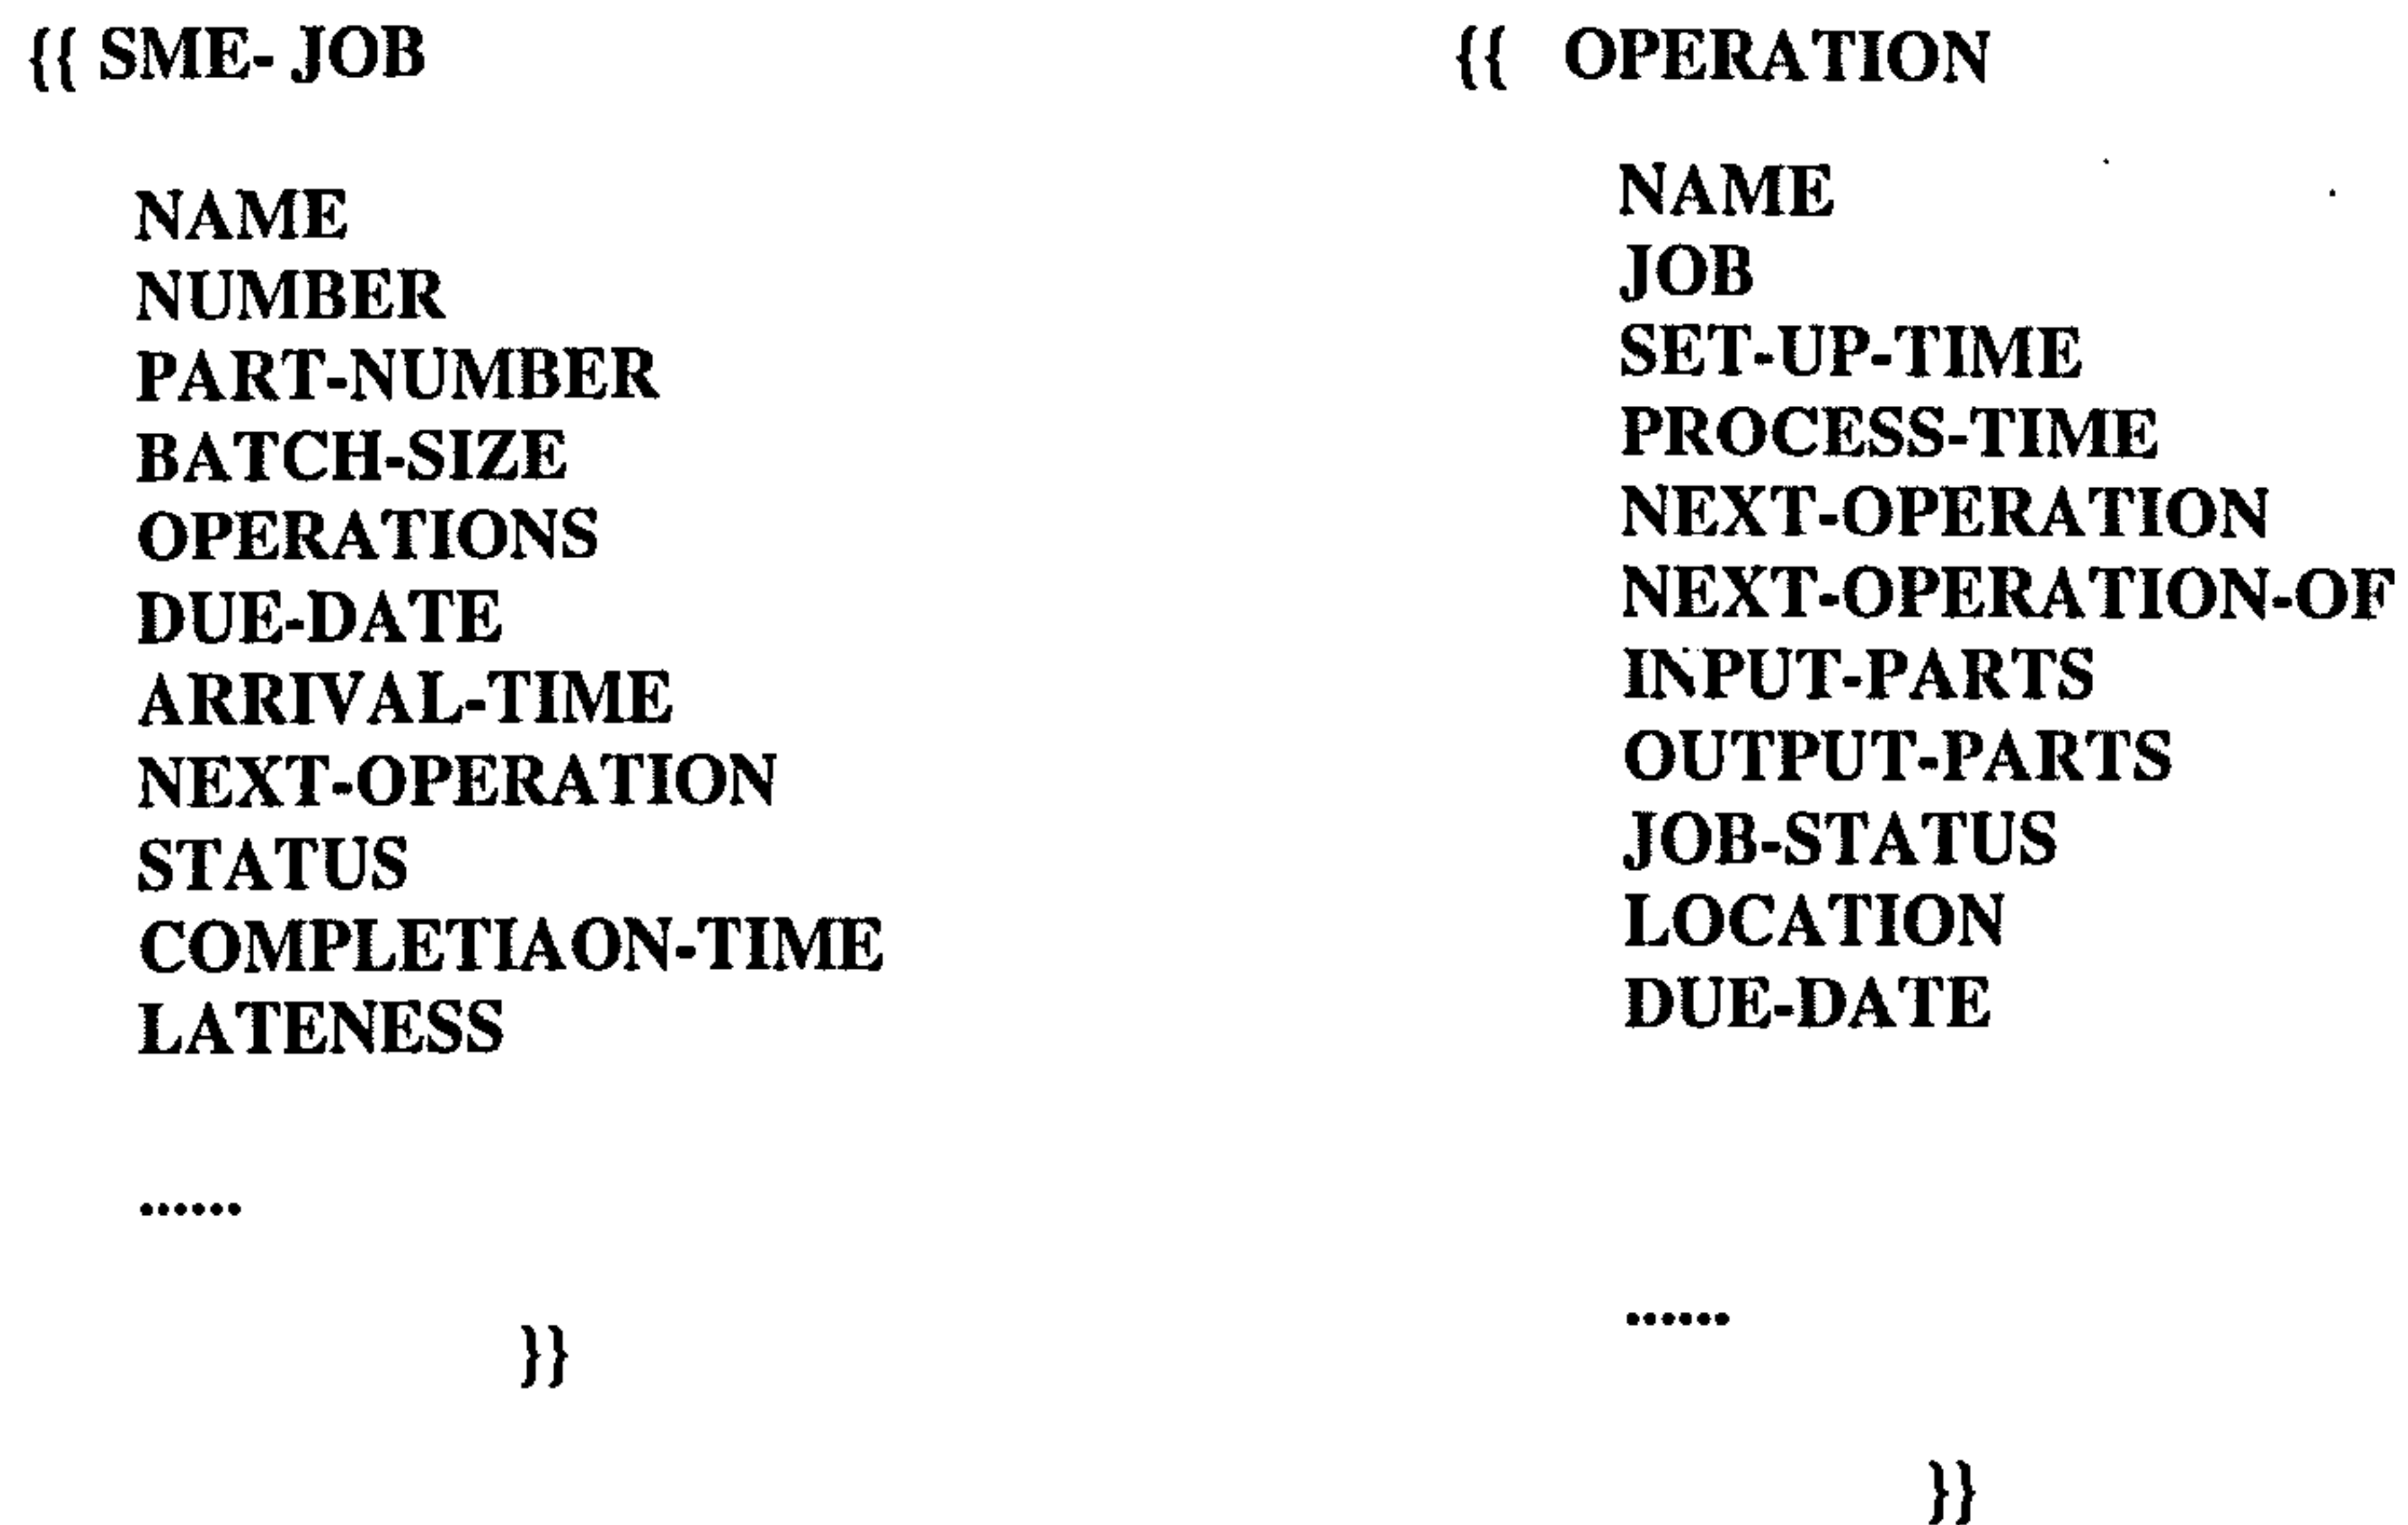 {{ SME- JOB
NAME
NUMBER
PART-NUMBER
BATCH-SIZE
OPERATIONS
DUE-DATE
ARRIVAL-TIME
NEXT-OPERATION
STATUS
COMPLETIAON-TIME
LATENESS
......
}}
{{ OPERATION
NAME
JOB
SET-UP-TIME
PROCESS-TIME
NEXT-OPERATION
NEXT-OPERATION-OF
INPUT-PARTS
OUTPUT-PARTS
JOB-STATUS
LOCATION
DUE-DATE
......
}}